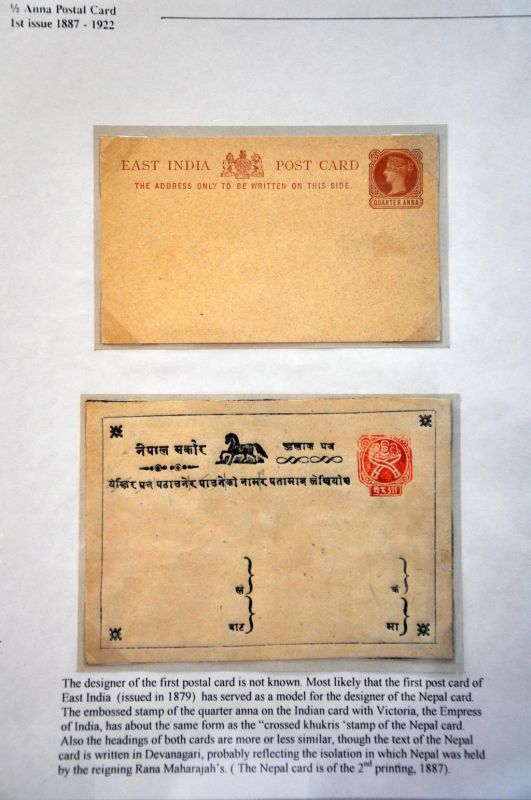 ½ Anna Postal Card
1st issue 1887 - 1922
EAST INDIA POST CARD
THE ADDRESS ONLY TO BE WRITTEN ON THIS SIDE.
QUARTER ANNA
नेपाल सर्कार
पत्र
पठाउनेर पाउनेको नामर
ले
बाट
मा
The designer of the first postal card is not known. Most likely that the first post card of
East India (issued in 1879) has served as a model for the designer of the Nepal card.
The embossed stamp of the quarter anna on the Indian card with Victoria, the Empress
of India, has about the same form as the “crossed khukris ‘stamp of the Nepal card.
Also the headings of both cards are more or less similar, though the text of the Nepal
card is written in Devanagari, probably reflecting the isolation in which Nepal was held
by the reigning Rana Maharajah's. ( The Nepal card is of the 2nd printing, 1887).